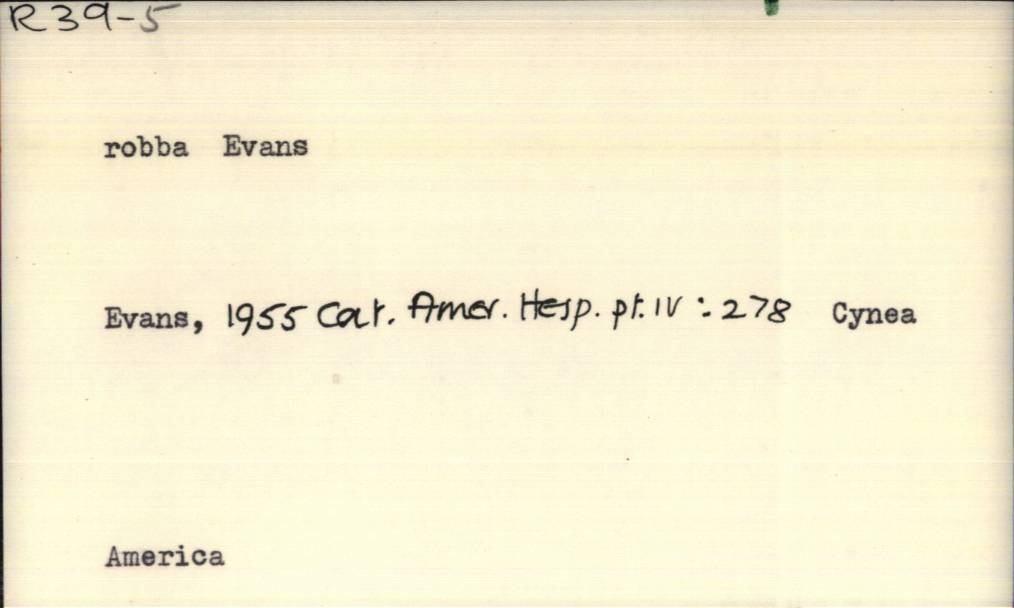 R39-5
robba Evans
Evans, 1955 Cat. Amer. Hesp. pt. IV : 278 Cynea
America